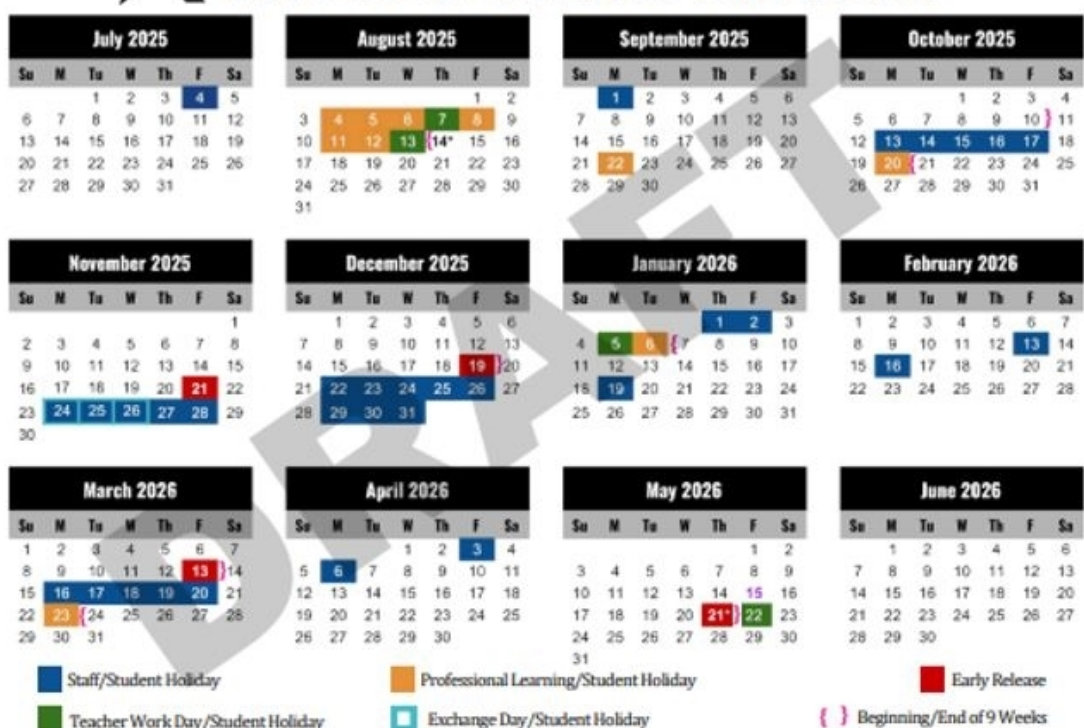 July 2025 August 2025 September 2025 October 2025
Su M Tu W Th F Sa Su M Tu W Th F Sa Su M Tu W Th F Sa Su M Tu W Th F Sa
1 2 3 4 5 1 2 1 2 3 4 5 6 1 2 3 4
6 7 8 9 10 11 12 3 4 5 6 7 8 9 7 8 9 10 11 12 13 5 6 7 8 9 10 } 11
13 14 15 16 17 18 19 10 11 12 13 {14* 15 16 14 15 16 17 18 19 20 12 13 14 15 16 17 18
20 21 22 23 24 25 26 17 18 19 20 21 22 23 21 22 23 24 25 26 27 19 20 { 21 22 23 24 25
27 28 29 30 31 24 25 26 27 28 29 30 28 29 30 26 27 28 29 30 31
31
November 2025 December 2025 January 2026 February 2026
Su M Tu W Th F Sa Su M Tu W Th F Sa Su M Tu W Th F Sa Su M Tu W Th F Sa
1 1 2 3 4 5 6 1 2 3 1 2 3 4 5 6 7
2 3 4 5 6 7 8 7 8 9 10 11 12 13 4 5 6 { 7 8 9 10 8 9 10 11 12 13 14
9 10 11 12 13 14 15 14 15 16 17 18 19 } 20 11 12 13 14 15 16 17 15 16 17 18 19 20 21
16 17 18 19 20 21 22 21 22 23 24 25 26 27 18 19 20 21 22 23 24 22 23 24 25 26 27 28
23 24 25 26 27 28 29 28 29 30 31 25 26 27 28 29 30 31
30
March 2026 April 2026 May 2026 June 2026
Su M Tu W Th F Sa Su M Tu W Th F Sa Su M Tu W Th F Sa Su M Tu W Th F Sa
1 2 3 4 5 6 7 1 2 3 4 1 2 1 2 3 4 5 6
8 9 10 11 12 13 } 14 5 6 7 8 9 10 11 3 4 5 6 7 8 9 7 8 9 10 11 12 13
15 16 17 18 19 20 21 12 13 14 15 16 17 18 10 11 12 13 14 15 16 14 15 16 17 18 19 20
22 23 { 24 25 26 27 28 19 20 21 22 23 24 25 17 18 19 20 21* } 22 23 21 22 23 24 25 26 27
29 30 31 26 27 28 29 30 24 25 26 27 28 29 30 28 29 30
31
DRAFT
Staff/Student Holiday Professional Learning/Student Holiday Early Release
Teacher Work Day/Student Holiday Exchange Day/Student Holiday { } Beginning/End of 9 Weeks